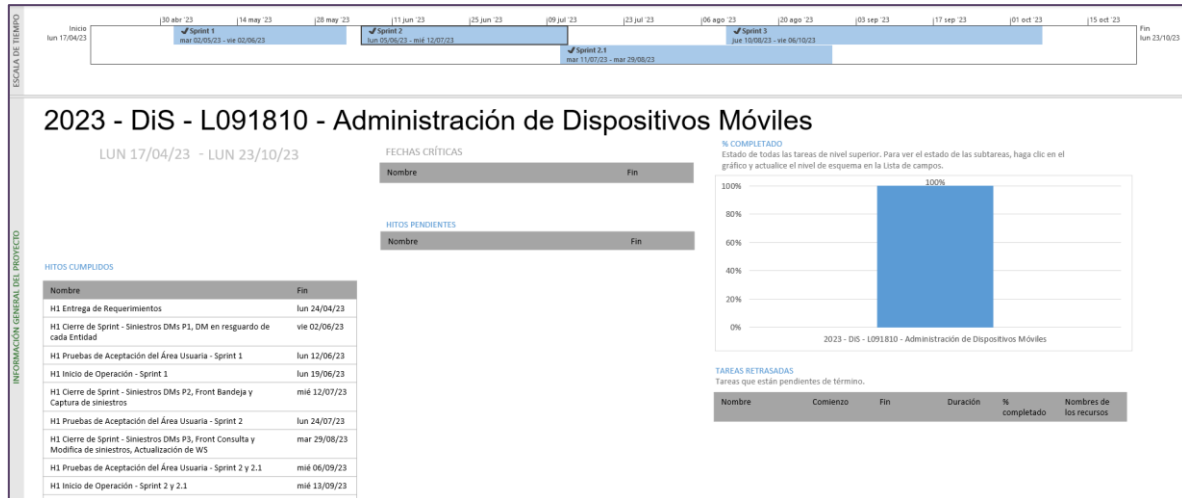 ESCALA DE TIEMPO
Inicio
lun 17/04/23
|30 abr '23 |14 may '23 |28 may '23 |11 jun '23 |25 jun '23 |09 jul '23 |23 jul '23 |06 ago '23 |20 ago '23 |03 sep '23 |17 sep '23 |01 oct '23 |15 oct '23
✔ Sprint 1
mar 02/05/23 - vie 02/06/23
✔ Sprint 2
lun 05/06/23 - mié 12/07/23
✔ Sprint 3
jue 10/08/23 - vie 06/10/23
✔ Sprint 2.1
mar 11/07/23 - mar 29/08/23
Fin
lun 23/10/23
INFORMACIÓN GENERAL DEL PROYECTO
2023 - DiS - L091810 - Administración de Dispositivos Móviles
LUN 17/04/23 - LUN 23/10/23
FECHAS CRÍTICAS
Nombre Fin
HITOS PENDIENTES
Nombre Fin
HITOS CUMPLIDOS
Nombre Fin
H1 Entrega de Requerimientos lun 24/04/23
H1 Cierre de Sprint - Siniestros DMs P1, DM en resguardo de vie 02/06/23
cada Entidad
H1 Pruebas de Aceptación del Área Usuaria - Sprint 1 lun 12/06/23
H1 Inicio de Operación - Sprint 1 lun 19/06/23
H1 Cierre de Sprint - Siniestros DMs P2, Front Bandeja y mié 12/07/23
Captura de siniestros
H1 Pruebas de Aceptación del Área Usuaria - Sprint 2 lun 24/07/23
H1 Cierre de Sprint - Siniestros DMs P3, Front Consulta y mar 29/08/23
Modifica de siniestros, Actualización de WS
H1 Pruebas de Aceptación del Área Usuaria - Sprint 2 y 2.1 mié 06/09/23
H1 Inicio de Operación - Sprint 2 y 2.1 mié 13/09/23
% COMPLETADO
Estado de todas las tareas de nivel superior. Para ver el estado de las subtareas, haga clic en el
gráfico y actualice el nivel de esquema en la Lista de campos.
100%
100%
80%
60%
40%
20%
0%
2023 - DiS - L091810 - Administración de Dispositivos Móviles
TAREAS RETRASADAS
Tareas que están pendientes de término.
Nombre Comienzo Fin Duración % Nombres de
completado los recursos